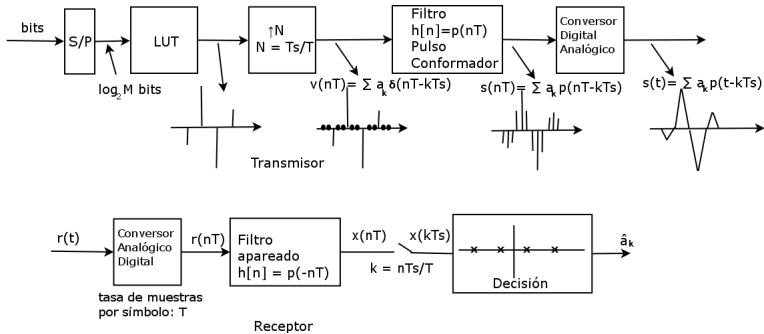 bits
S/P
log2 M bits
LUT
↑N
N = Ts/T
v(nT)= Σ ak δ(nT-kTs)
Filtro
h[n]=p(nT)
Pulso
Conformador
s(nT)= Σ ak p(nT-kTs)
Conversor
Digital
Analógico
s(t)= Σ ak p(t-kTs)
Transmisor
r(t)
Conversor
Analógico
Digital
tasa de muestras
por símbolo: T
r(nT)
Filtro
apareado
h[n] = p(-nT)
x(nT)
x(kTs)
k = nTs/T
Decisión
âk
Receptor